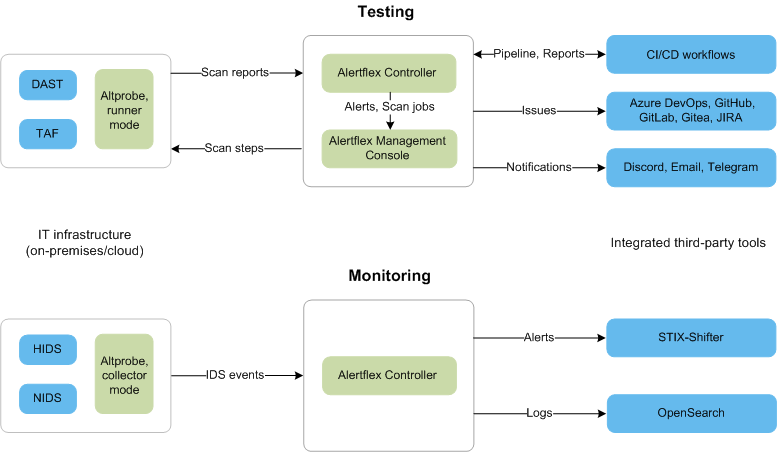 Testing
DAST
TAF
Altprobe,
runner
mode
Scan reports
Scan steps
Alertflex Controller
Alerts, Scan jobs
Alertflex Management
Console
Pipeline, Reports
CI/CD workflows
Issues
Azure DevOps, GitHub,
GitLab, Gitea, JIRA
Notifications
Discord, Email, Telegram
IT infrastructure
(on-premises/cloud)
Integrated third-party tools
Monitoring
HIDS
NIDS
Altprobe,
collector
mode
IDS events
Alertflex Controller
Alerts
STIX-Shifter
Logs
OpenSearch